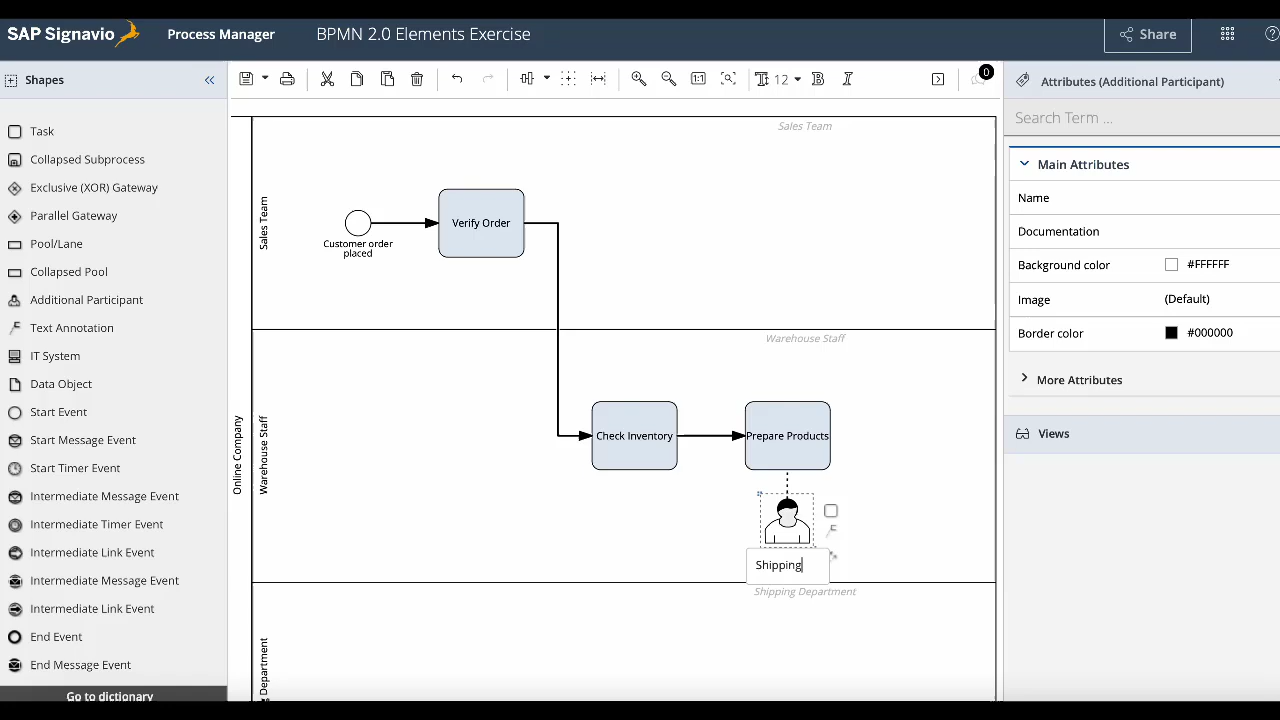 SAP Signavio
Process Manager
BPMN 2.0 Elements Exercise
Share
Shapes
12
0
Attributes (Additional Participant)
Search Term ...
Task
Collapsed Subprocess
Exclusive (XOR) Gateway
Parallel Gateway
Pool/Lane
Collapsed Pool
Additional Participant
Text Annotation
IT System
Data Object
Start Event
Start Message Event
Start Timer Event
Intermediate Message Event
Intermediate Timer Event
Intermediate Link Event
Intermediate Message Event
Intermediate Link Event
End Event
End Message Event
Go to dictionary
Online Company
Sales Team
Sales Team
Customer order
placed
Verify Order
Warehouse Staff
Warehouse Staff
Check Inventory
Prepare Products
Shipping
Shipping Department
Department
Main Attributes
Name
Documentation
Background color
#FFFFFF
Image
(Default)
Border color
#000000
More Attributes
Views